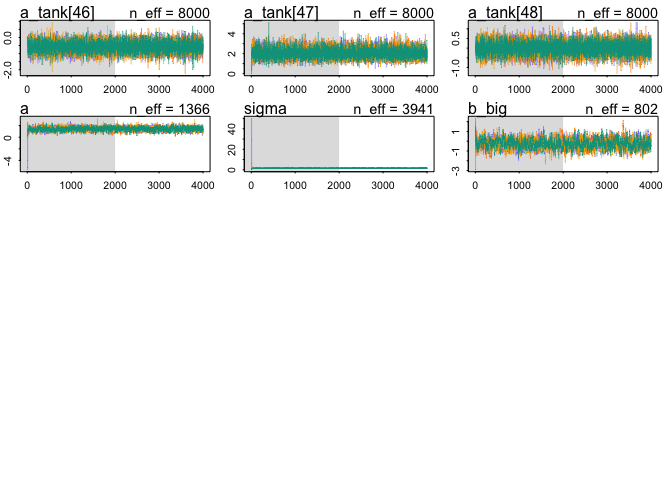 a_tank[46] n_eff = 8000
a_tank[47] n_eff = 8000
a_tank[48] n_eff = 8000
0.0
-2.0
0 1000 2000 3000 4000
4
2
0
0 1000 2000 3000 4000
0.5
-1.0
0 1000 2000 3000 4000
a n_eff = 1366
sigma n_eff = 3941
b_big n_eff = 802
0
-4
0 1000 2000 3000 4000
40
20
0
0 1000 2000 3000 4000
1
-1
-3
0 1000 2000 3000 4000